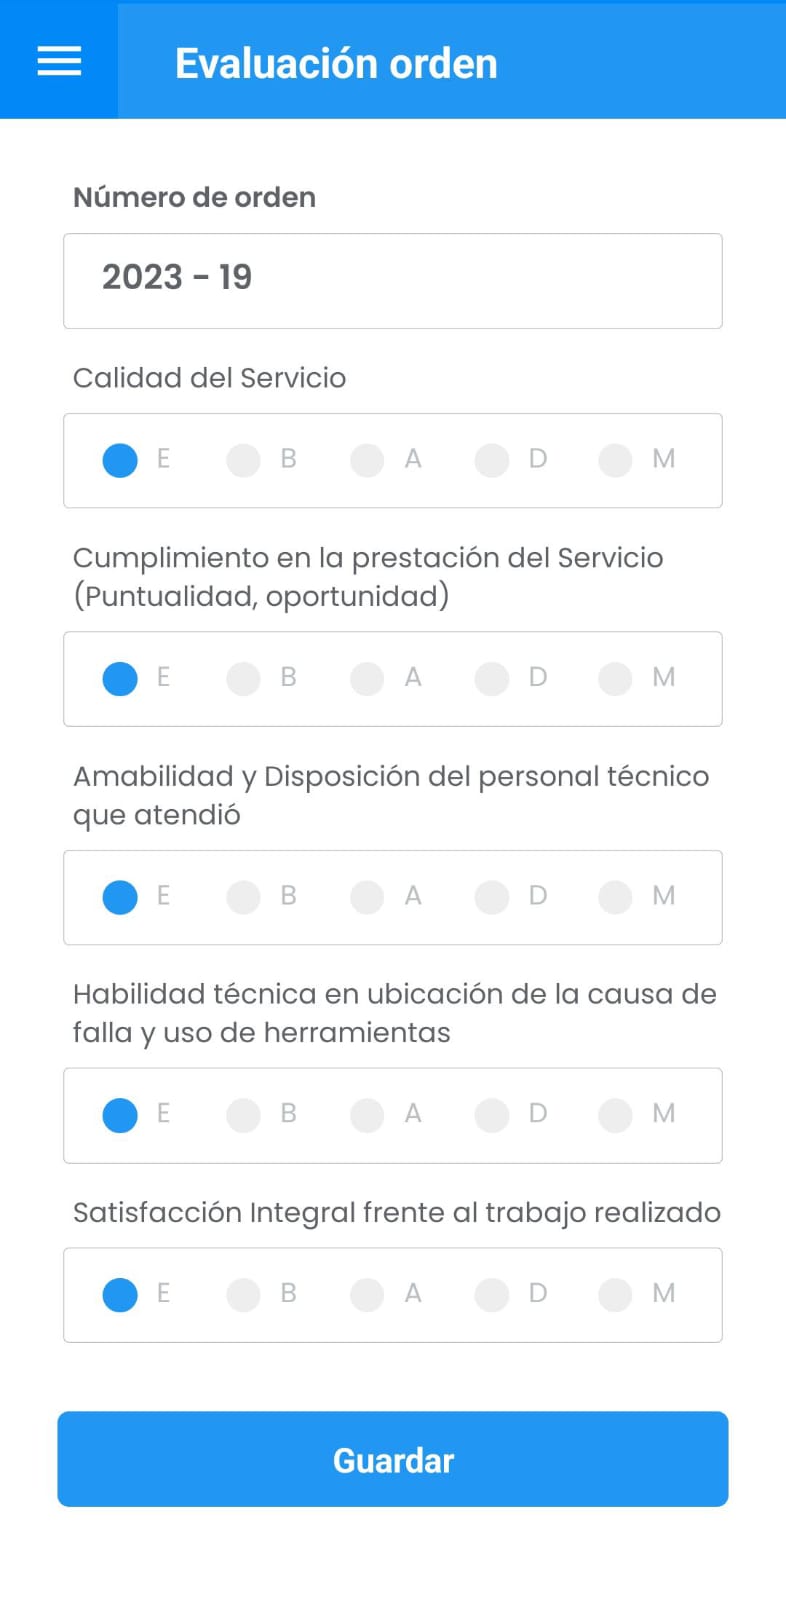 Evaluación orden
Número de orden
2023 - 19
Calidad del Servicio
E B A D M
Cumplimiento en la prestación del Servicio
(Puntualidad, oportunidad)
E B A D M
Amabilidad y Disposición del personal técnico
que atendió
E B A D M
Habilidad técnica en ubicación de la causa de
falla y uso de herramientas
E B A D M
Satisfacción Integral frente al trabajo realizado
E B A D M
Guardar